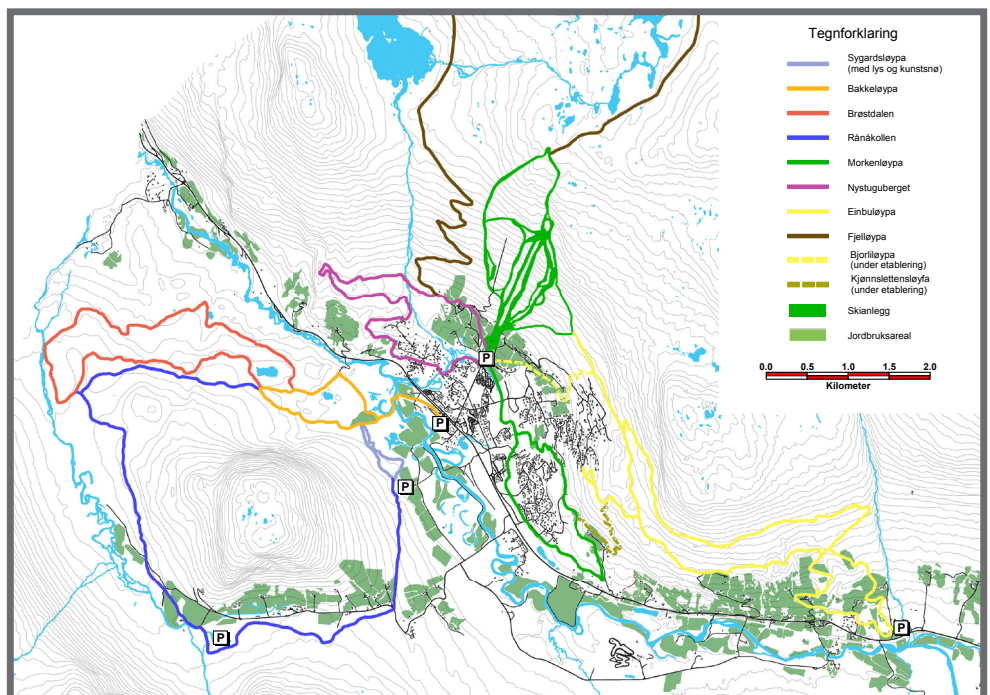 Tegnforklaring
Sygardsløypa
(med lys og kunstsnø)
Bakkeløypa
Brøstdalen
Rånåkollen
Morkenløypa
Nystuguberget
Einbuløypa
Fjelløypa
Bjorliløypa
(under etablering)
Kjønnslettensløyfa
(under etablering)
Skianlegg
Jordbruksareal
0.0 0.5 1.0 1.5 2.0
Kilometer
P
P
P
P
P